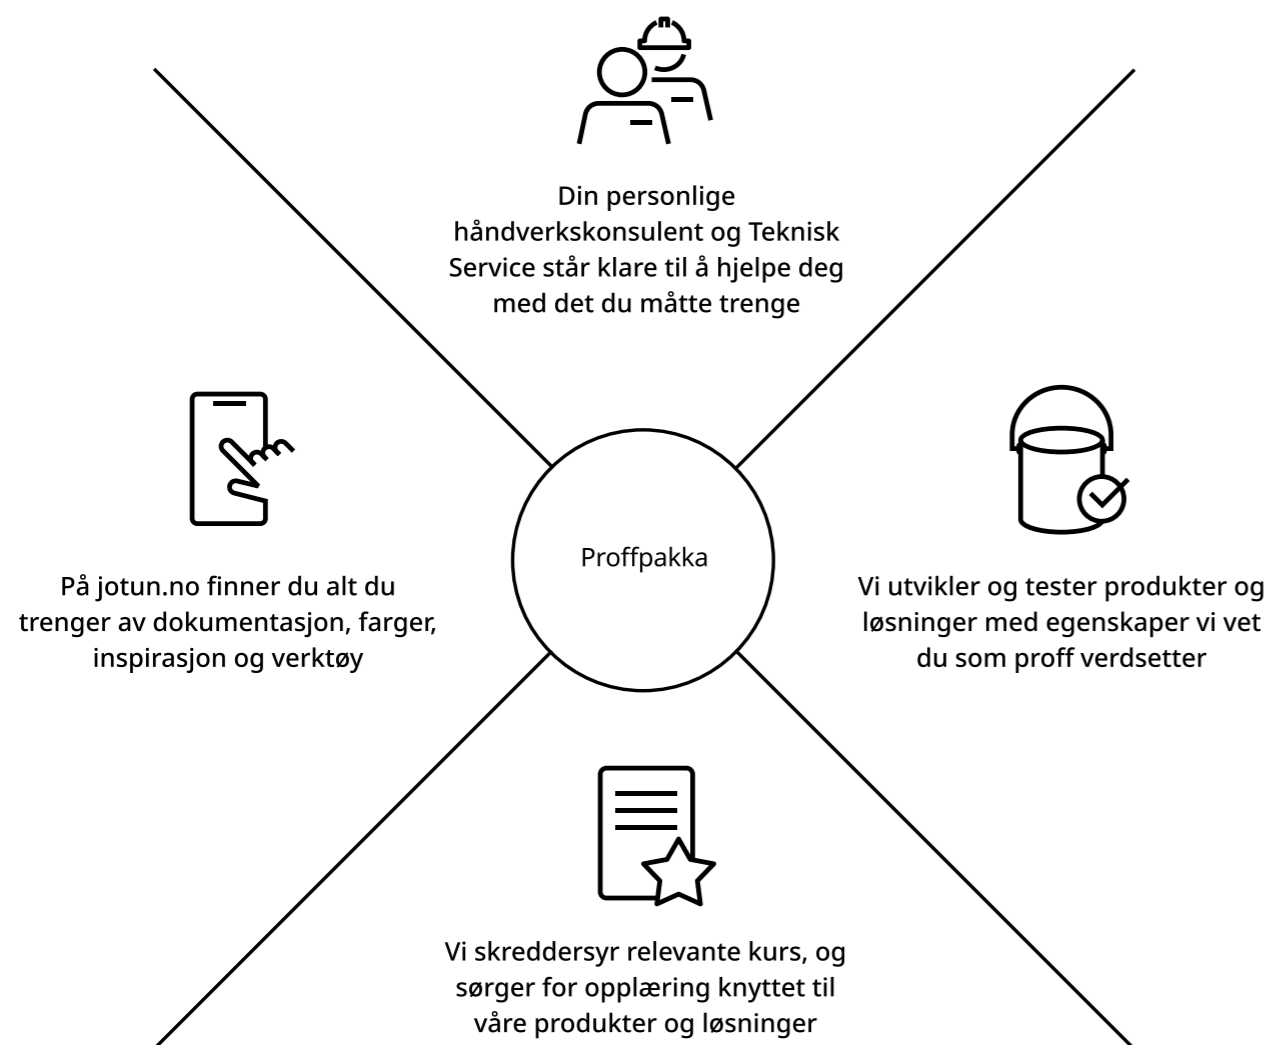 Din personlige
håndverkskonsulent og Teknisk
Service står klare til å hjelpe deg
med det du måtte trenge
På jotun.no finner du alt du
trenger av dokumentasjon, farger,
inspirasjon og verktøy
Proffpakka
Vi utvikler og tester produkter og
løsninger med egenskaper vi vet
du som proff verdsetter
Vi skreddersyr relevante kurs, og
sørger for opplæring knyttet til
våre produkter og løsninger